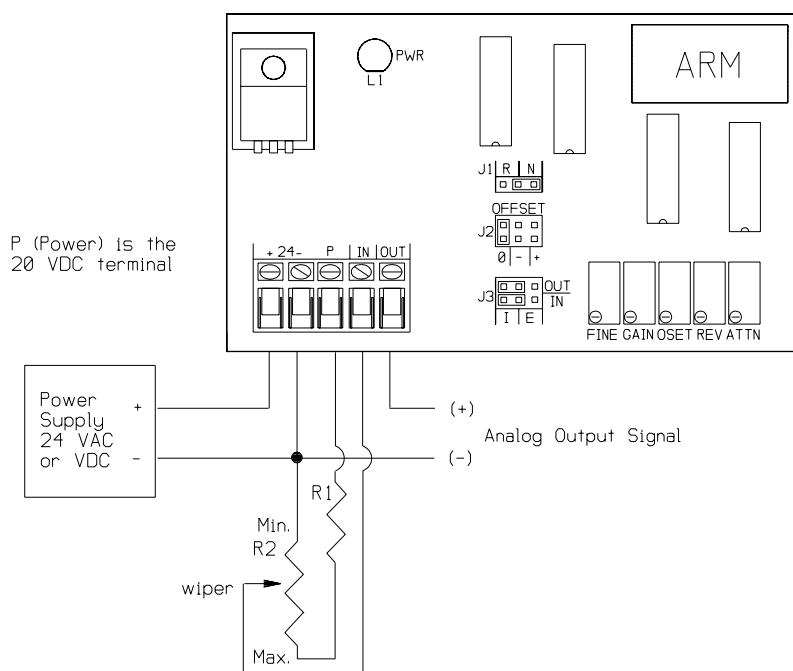 PWR
L1
ARM
J1 R N
OFFSET
J2
0 - +
P (Power) is the
20 VDC terminal
+ 24- P IN OUT
J3 OUT
IN
I E
FINE GAIN OSET REV ATTN
Power
Supply
24 VAC
or VDC
+
-
(+)
Analog Output Signal
(-)
R1
Min.
R2
wiper
Max.